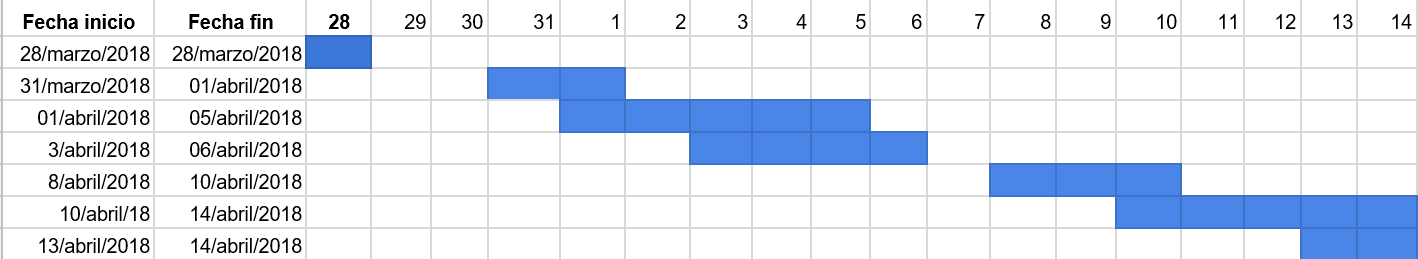 Fecha inicio Fecha fin 28 29 30 31 1 2 3 4 5 6 7 8 9 10 11 12 13 14
28/marzo/2018 28/marzo/2018
31/marzo/2018 01/abril/2018
01/abril/2018 05/abril/2018
3/abril/2018 06/abril/2018
8/abril/2018 10/abril/2018
10/abril/18 14/abril/2018
13/abril/2018 14/abril/2018